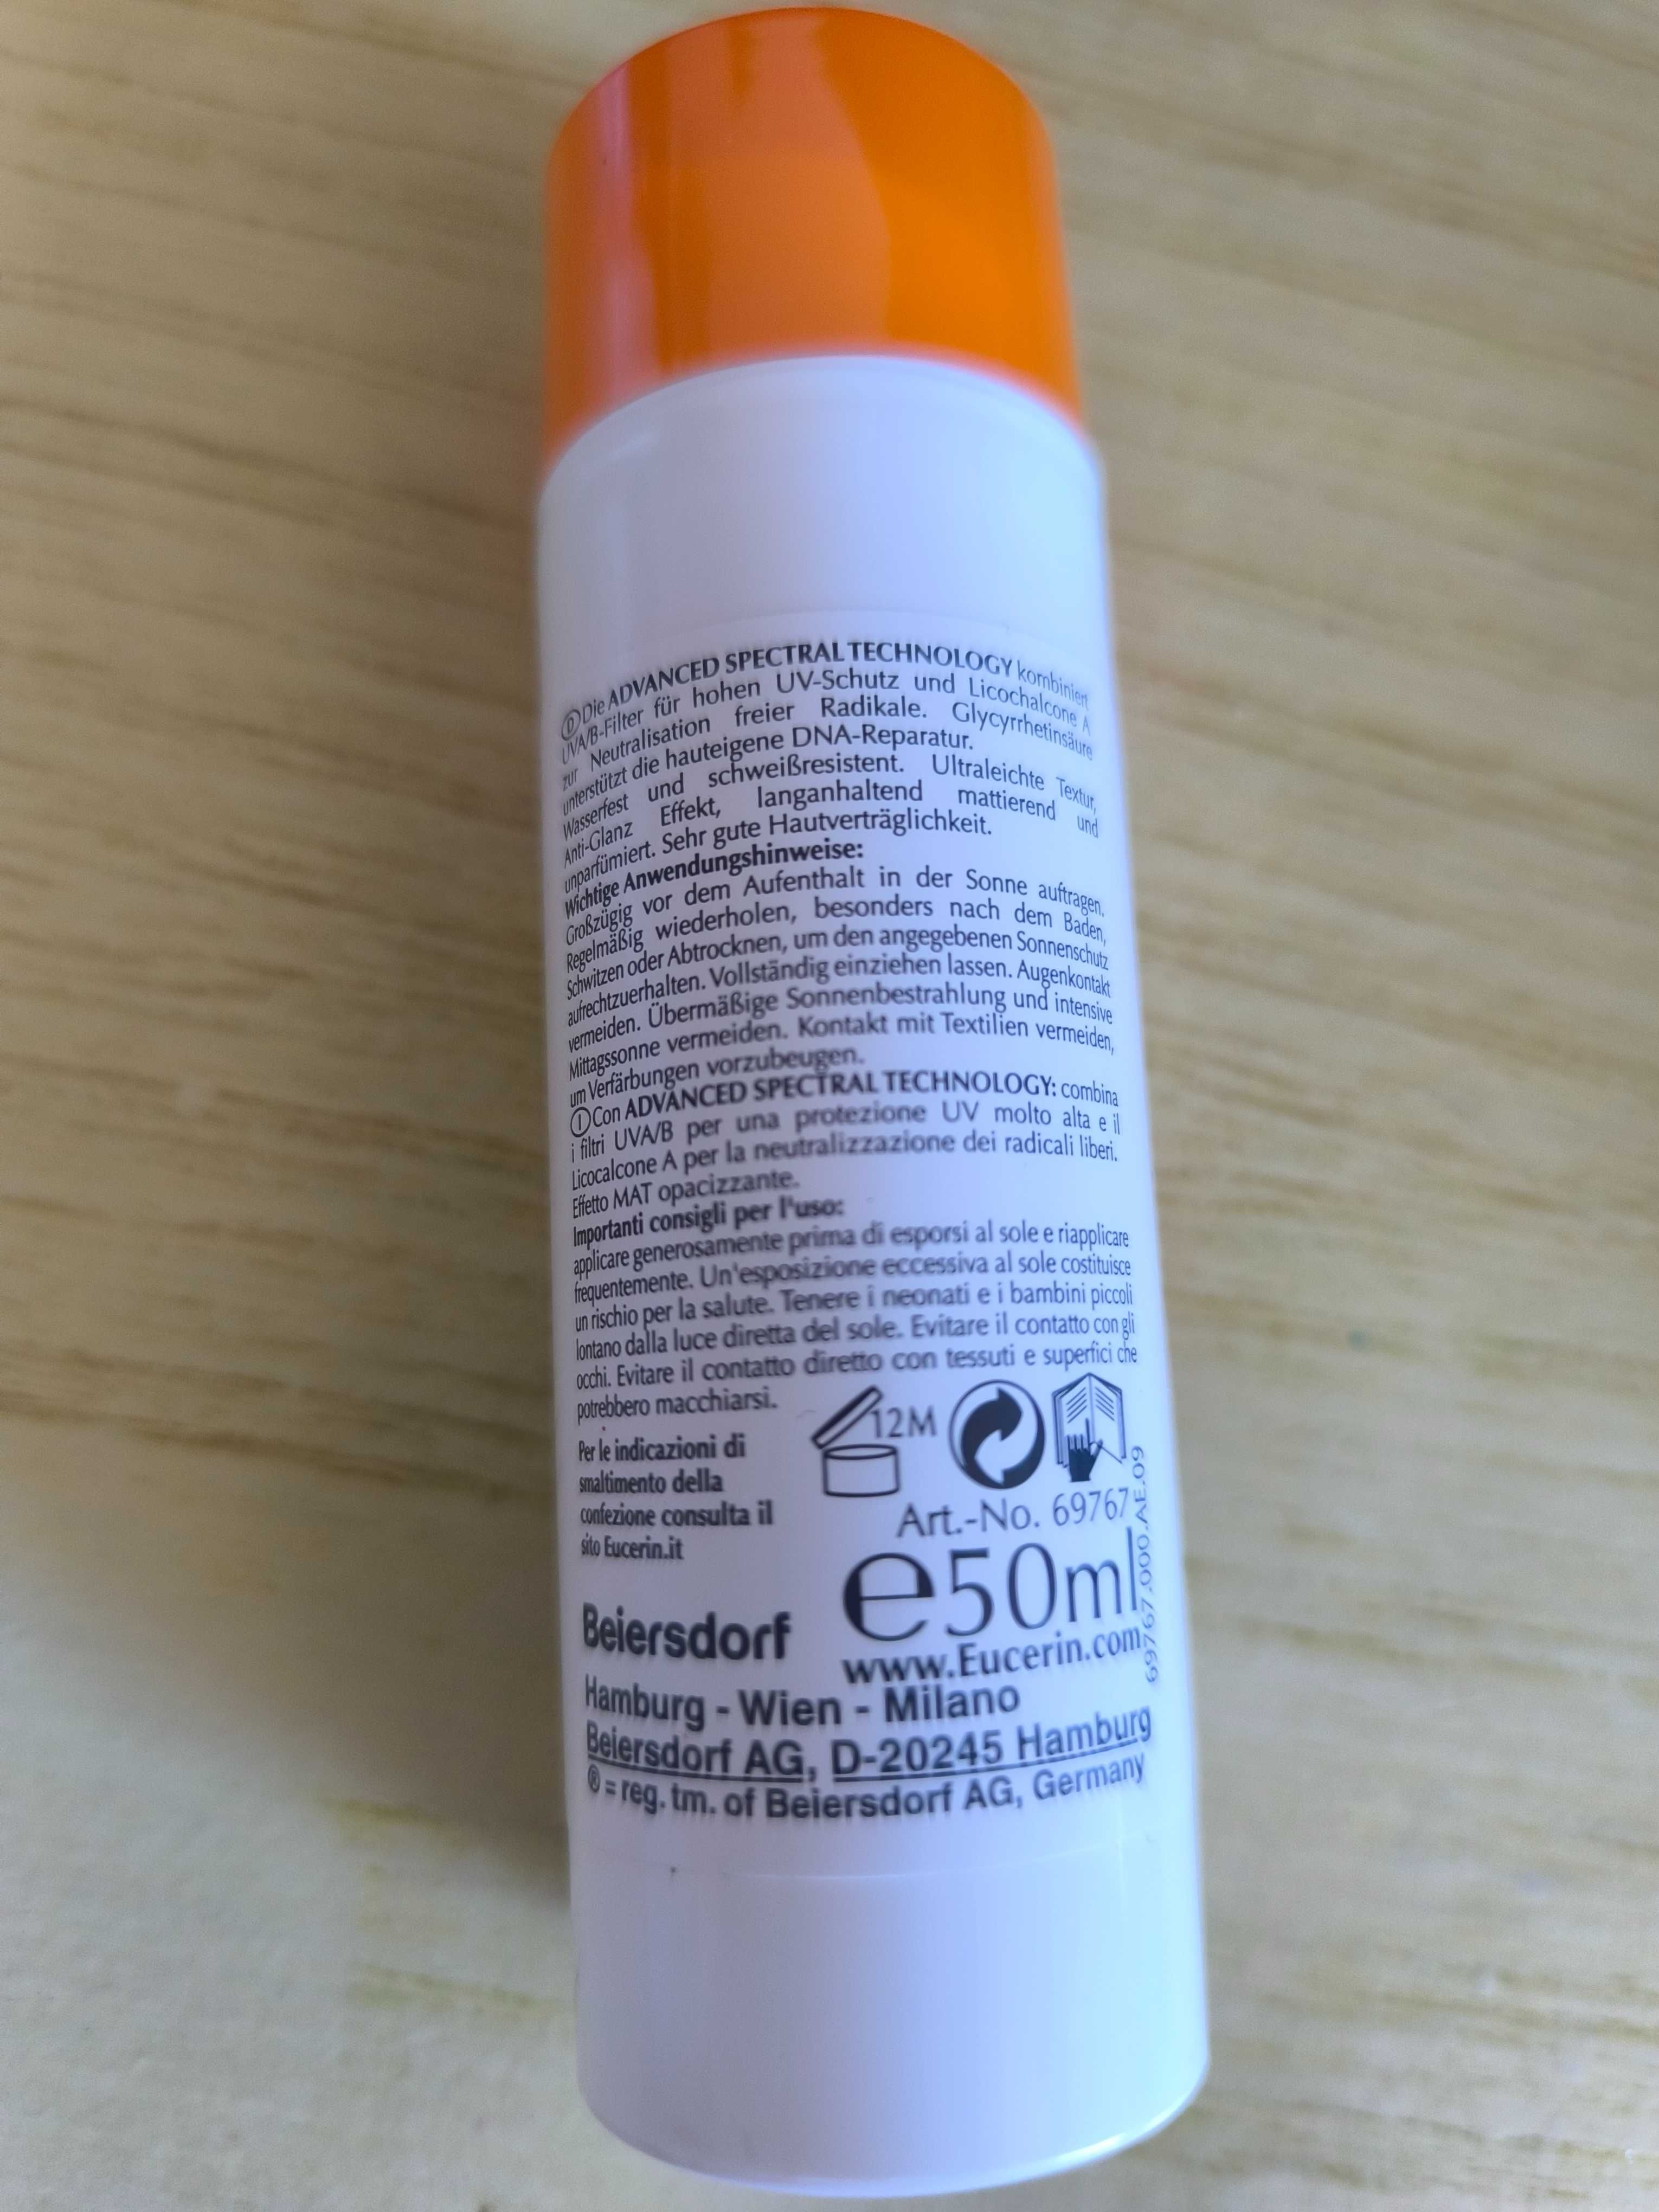 D Die ADVANCED SPECTRAL TECHNOLOGY kombiniert
UVA/B-Filter für hohen UV-Schutz und Licochalcone A
zur Neutralisation freier Radikale. Glycyrrhetinsäure
unterstützt die hauteigene DNA-Reparatur.
Wasserfest und schweißresistent. Ultraleichte Textur,
Anti-Glanz Effekt, langanhaltend mattierend und
unparfümiert. Sehr gute Hautverträglichkeit.
Wichtige Anwendungshinweise:
Großzügig vor dem Aufenthalt in der Sonne auftragen.
Regelmäßig wiederholen, besonders nach dem Baden,
Schwitzen oder Abtrocknen, um den angegebenen Sonnenschutz
aufrechtzuerhalten. Vollständig einziehen lassen. Augenkontakt
vermeiden. Übermäßige Sonnenbestrahlung und intensive
Mittagssonne vermeiden. Kontakt mit Textilien vermeiden,
um Verfärbungen vorzubeugen.
I Con ADVANCED SPECTRAL TECHNOLOGY: combina
i filtri UVA/B per una protezione UV molto alta e il
Licocalcone A per la neutralizzazione dei radicali liberi.
Effetto MAT opacizzante.
Importanti consigli per l'uso:
applicare generosamente prima di esporsi al sole e riapplicare
frequentemente. Un'esposizione eccessiva al sole costituisce
un rischio per la salute. Tenere i neonati e i bambini piccoli
lontano dalla luce diretta del sole. Evitare il contatto con gli
occhi. Evitare il contatto diretto con tessuti e superfici che
potrebbero macchiarsi.
12M
Per le indicazioni di
smaltimento della
confezione consulta il
sito Eucerin.it
Art.-No. 69767
e50ml
www.Eucerin.com
69767.000.AE.09
Beiersdorf
Hamburg - Wien - Milano
Beiersdorf AG, D-20245 Hamburg
® = reg. tm. of Beiersdorf AG, Germany